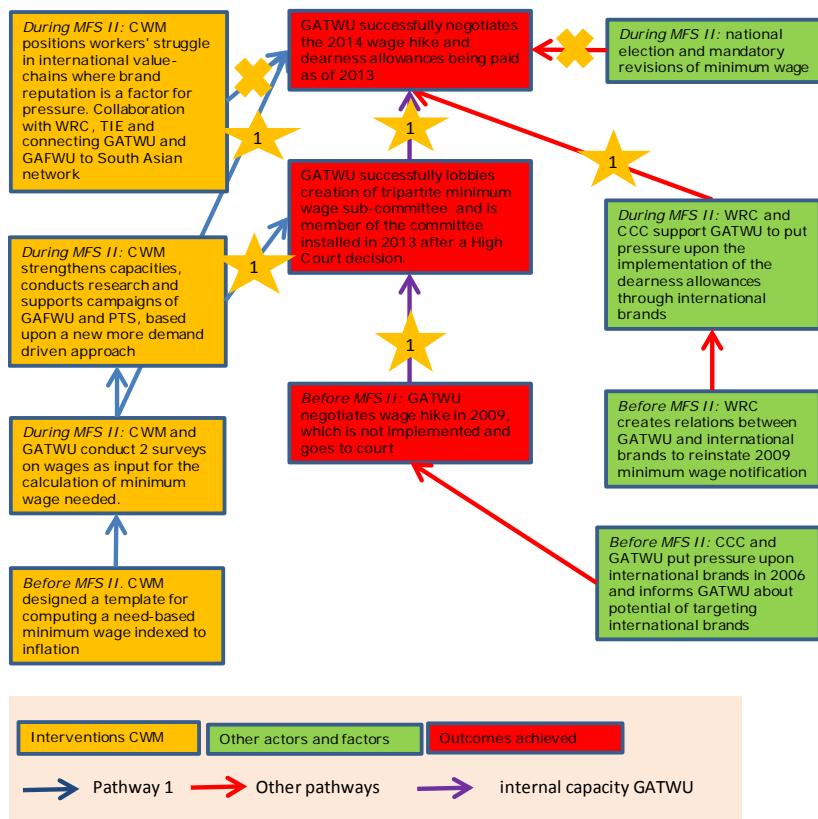 During MFS II: CWM
positions workers' struggle
in international value-
chains where brand
reputation is a factor for
pressure. Collaboration
with WRC, TIE and
connecting GATWU and
GAFWU to South Asian
network
GATWU successfully negotiates
the 2014 wage hike and
dearness allowances being paid
as of 2013
During MFS II: national
election and mandatory
revisions of minimum wage
1
1
1
GATWU successfully lobbies
creation of tripartite minimum
wage sub-committee and is
member of the committee
installed in 2013 after a High
Court decision.
During MFS II: WRC and
CCC support GATWU to put
pressure upon the
implementation of the
dearness allowances
through international
brands
During MFS II: CWM
strengthens capacities,
conducts research and
supports campaigns of
GAFWU and PTS, based
upon a new more demand
driven approach
1
1
Before MFS II: GATWU
negotiates wage hike in 2009,
which is not implemented and
goes to court
Before MFS II: WRC
creates relations between
GATWU and international
brands to reinstate 2009
minimum wage notification
During MFS II: CWM and
GATWU conduct 2 surveys
on wages as input for the
calculation of minimum
wage needed.
Before MFS II: CCC and
GATWU put pressure upon
international brands in 2006
and informs GATWU about
potential of targeting
international brands
Before MFS II. CWM
designed a template for
computing a need-based
minimum wage indexed to
inflation
Interventions CWM
Other actors and factors
Outcomes achieved
Pathway 1
Other pathways
internal capacity GATWU